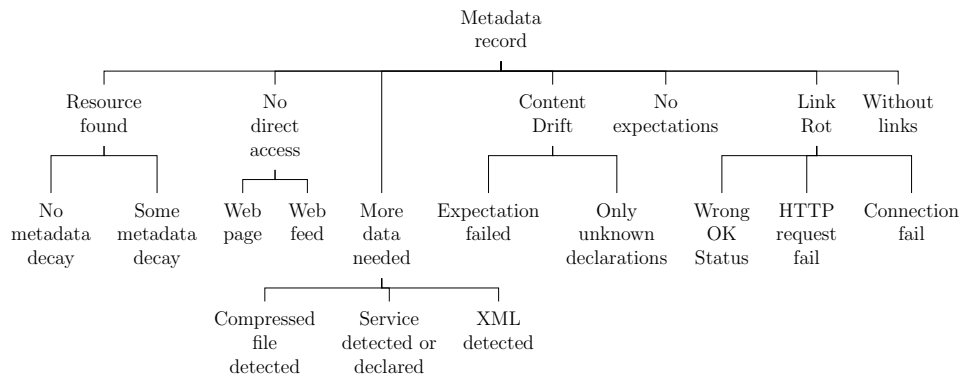 Metadata
record
Resource
found
No
direct
access
Content
Drift
No
expectations
Link
Rot
Without
links
No
metadata
decay
Some
metadata
decay
Web
page
Web
feed
More
data
needed
Expectation
failed
Only
unknown
declarations
Wrong
OK
Status
HTTP
request
fail
Connection
fail
Compressed
file
detected
Service
detected or
declared
XML
detected